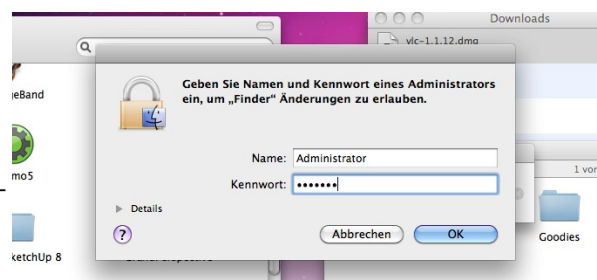 Downloads
vlc-1.1.12.dmg
Geben Sie Namen und Kennwort eines Administrators
ein, um „Finder“ Änderungen zu erlauben.
geBand
Name: Administrator
mo5
1 vor
Kennwort: •••••••
Details
?
Abbrechen
OK
Goodies
ketchUp 8